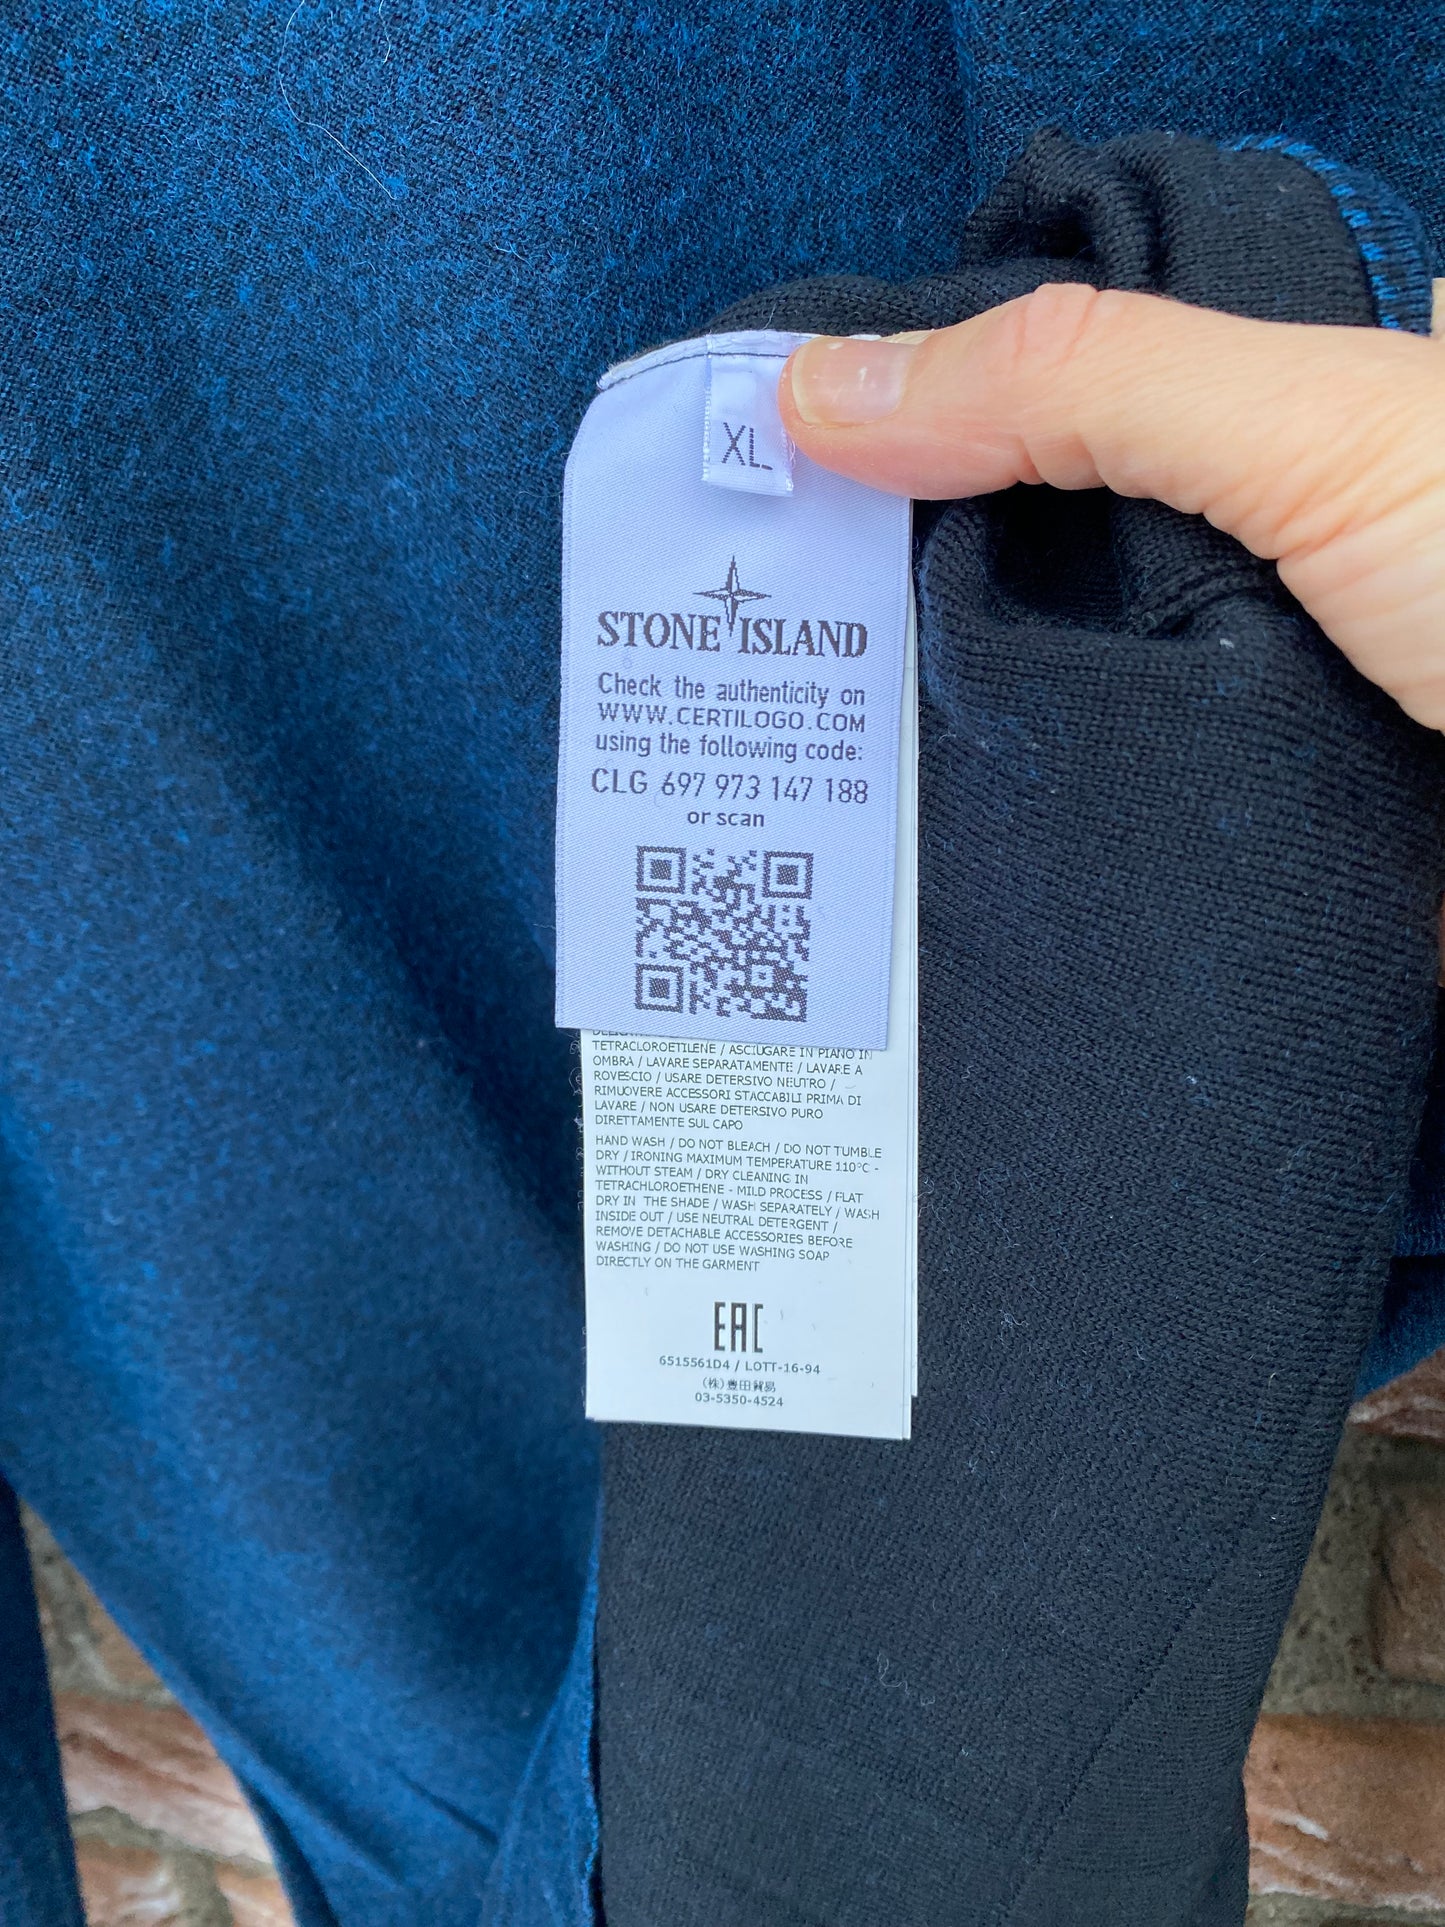 XL
STONE ISLAND
Check the authenticity on
WWW.CERTILOGO.COM
using the following code:
CLG 697 973 147 188
or scan
TETRACLOROETILENE / ASCIUGARE IN PIANO IN
OMBRA / LAVARE SEPARATAMENTE / LAVARE A
ROVESCIO / USARE DETERSIVO NEUTRO /
RIMUOVERE ACCESSORI STACCABILI PRIMA DI
LAVARE / NON USARE DETERSIVO PURO
DIRETTAMENTE SUL CAPO
HAND WASH / DO NOT BLEACH / DO NOT TUMBLE
DRY / IRONING MAXIMUM TEMPERATURE 110°C -
WITHOUT STEAM / DRY CLEANING IN
TETRACHLOROETHENE - MILD PROCESS / FLAT
DRY IN THE SHADE / WASH SEPARATELY / WASH
INSIDE OUT / USE NEUTRAL DETERGENT /
REMOVE DETACHABLE ACCESSORIES BEFORE
WASHING / DO NOT USE WASHING SOAP
DIRECTLY ON THE GARMENT
EAC
6515561D4 / LOTT-16-94
(株)豊田貿易
03-5350-4524